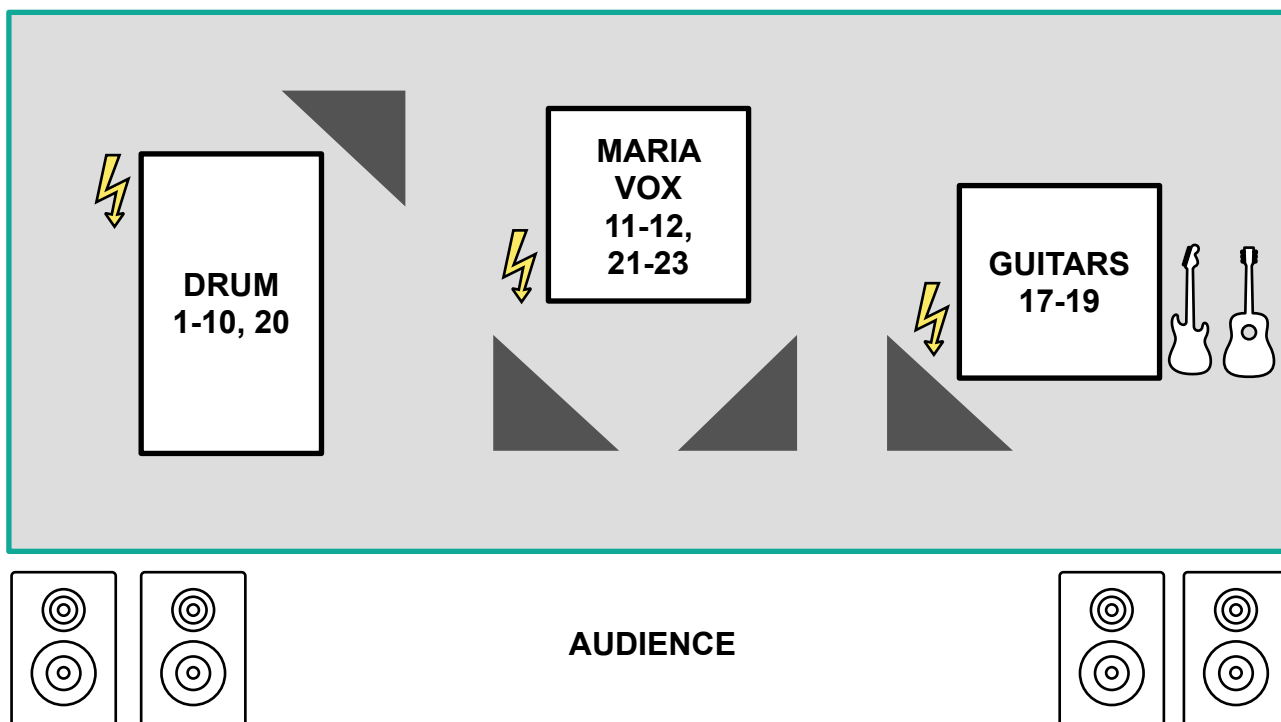 DRUM
1-10, 20
MARIA
VOX
11-12,
21-23
GUITARS
17-19
AUDIENCE